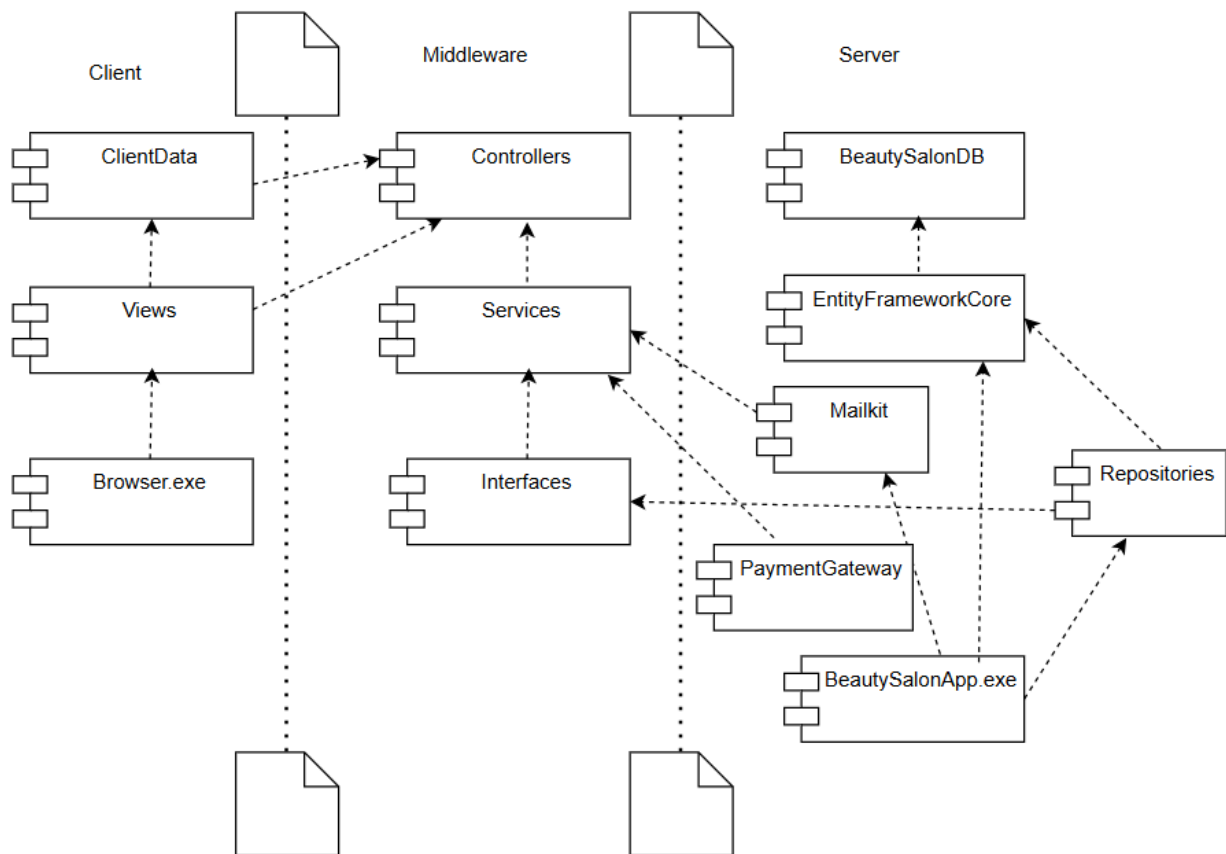 Client
Middleware
Server
ClientData
Controllers
BeautySalonDB
Views
Services
EntityFrameworkCore
Mailkit
Browser.exe
Interfaces
Repositories
PaymentGateway
BeautySalonApp.exe